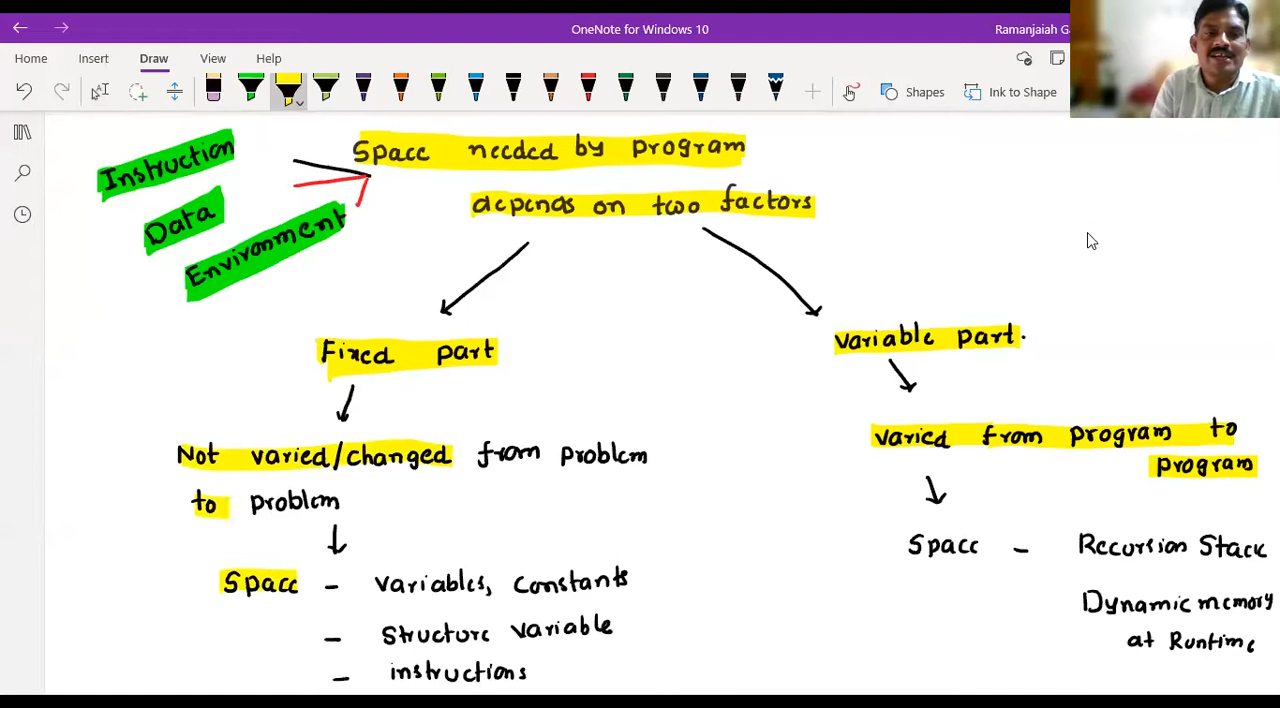 OneNote for Windows 10
Ramanjaiah G
Home Insert Draw View Help
Shapes
Ink to Shape
Instruction
Data
Environment
Space needed by program
depends on two factors
Fixed part
Not varied/changed from problem
to problem
Space - variables, constants
- structure variable
- instructions
variable part.
varied from program to
program
Space - Recursion Stack
Dynamic memory
at Runtime